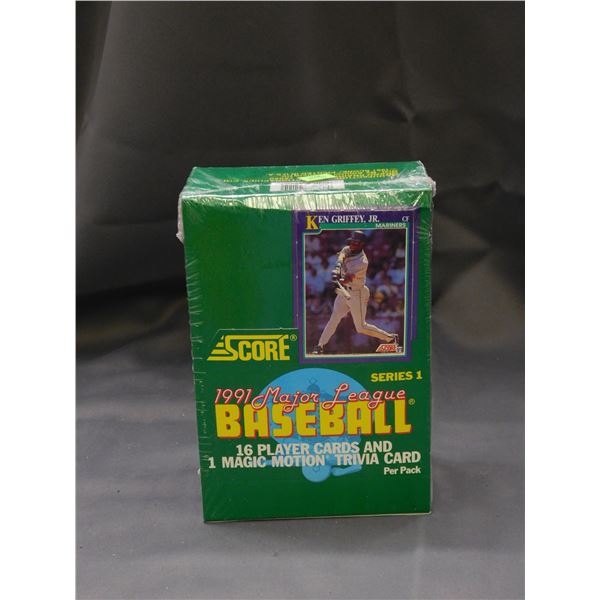 KEN GRIFFEY, JR. CF
MARINERS
SCORE®
SCORE
SERIES 1
1991 Major League
BASEBALL®
16 PLAYER CARDS AND
1 MAGIC MOTION® TRIVIA CARD
Per Pack